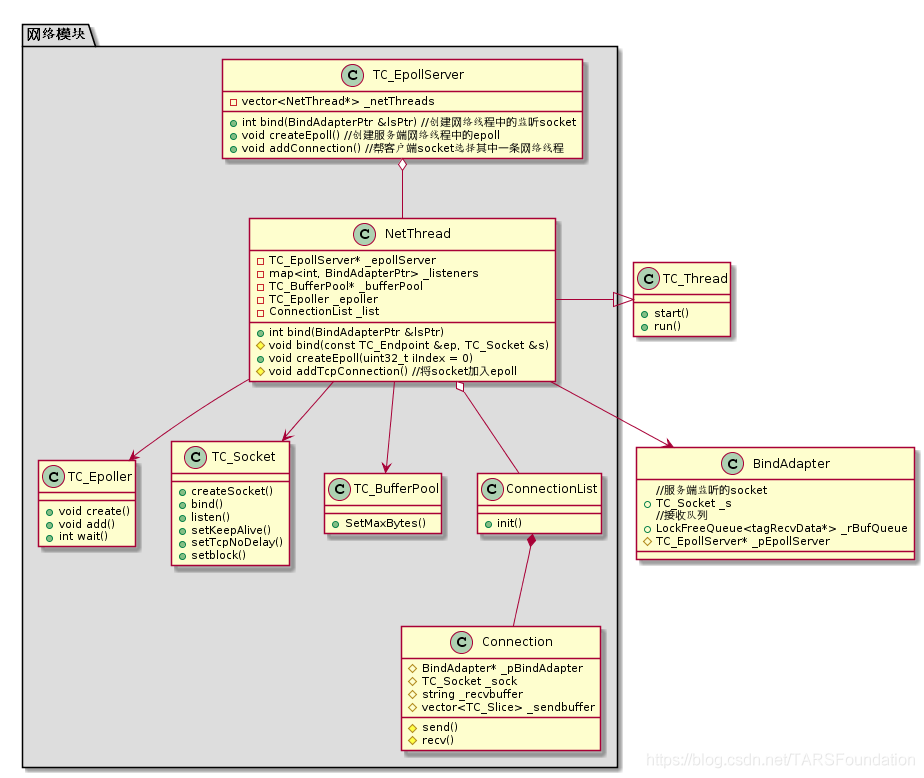 网络模块
C TC_EpollServer
vector<NetThread*> _netThreads
int bind(BindAdapterPtr &lsPtr) //创建网络线程中的监听socket
void createEpoll() //创建服务端网络线程中的epoll
void addConnection() //帮客户端socket选择其中一条网络线程
C NetThread
TC_EpollServer* _epollServer
map<int, BindAdapterPtr> _listeners
TC_BufferPool* _bufferPool
TC_Epoller _epoller
ConnectionList _list
int bind(BindAdapterPtr &lsPtr)
void bind(const TC_Endpoint &ep, TC_Socket &s)
void createEpoll(uint32_t iIndex = 0)
void addTcpConnection() //将socket加入epoll
C TC_Thread
start()
run()
C TC_Epoller
void create()
void add()
int wait()
C TC_Socket
createSocket()
bind()
listen()
setKeepAlive()
setTcpNoDelay()
setblock()
C TC_BufferPool
SetMaxBytes()
C ConnectionList
init()
C BindAdapter
//服务端监听的socket
TC_Socket _s
//接收队列
LockFreeQueue<tagRecvData*> _rBufQueue
TC_EpollServer* _pEpollServer
C Connection
BindAdapter* _pBindAdapter
TC_Socket _sock
string _recvbuffer
vector<TC_Slice> _sendbuffer
send()
recv()
https://blog.csdn.net/TARSFoundation